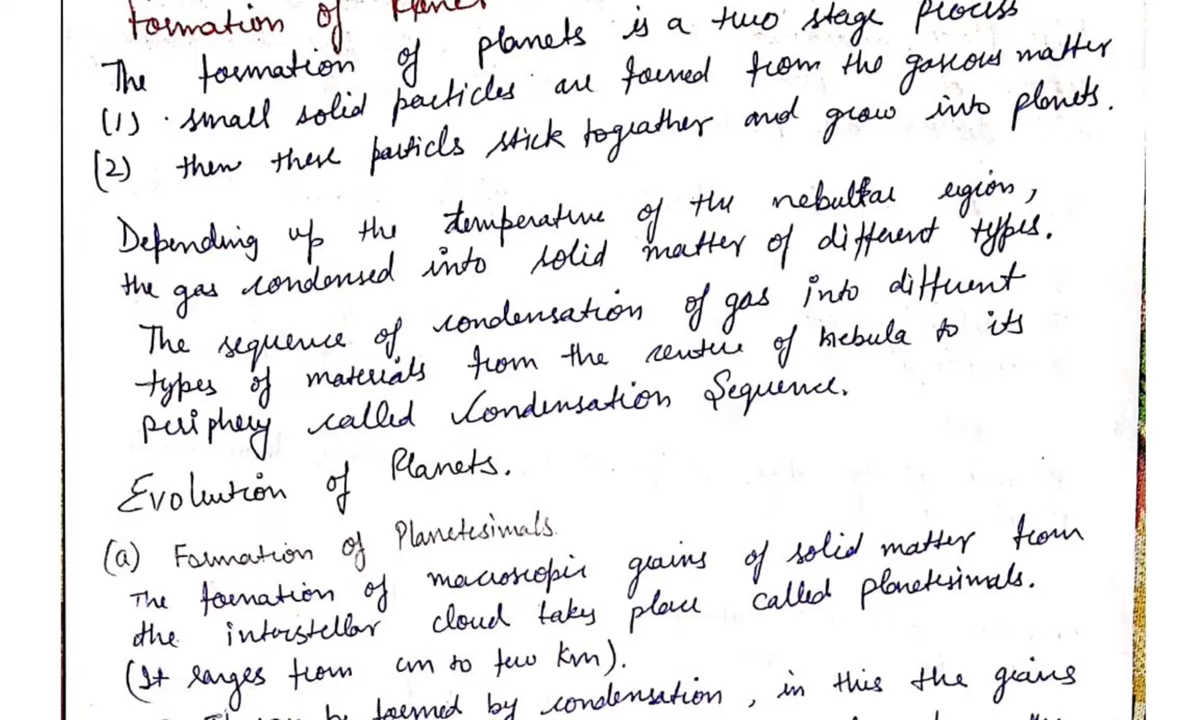 Formation of Planet
The formation of planets is a two stage process
(1) . small solid particles are formed from the gaseous matter
(2) then these particls stick togeather and grow into planets.
Depending up the temperature of the nebullar egion,
the gas condensed into solid matter of different types.
The sequence of condensation of gas into different
types of materials from the centre of nebula to its
periphery called Condensation Sequence.
Evolution of Planets.
(a) Formation of Planetesimals.
The formation of macroscopic grains of solid matter from
the interstellar cloud takes place called planetesimals.
(It ranges from cm to few km).
formed by condensation, in this the grains